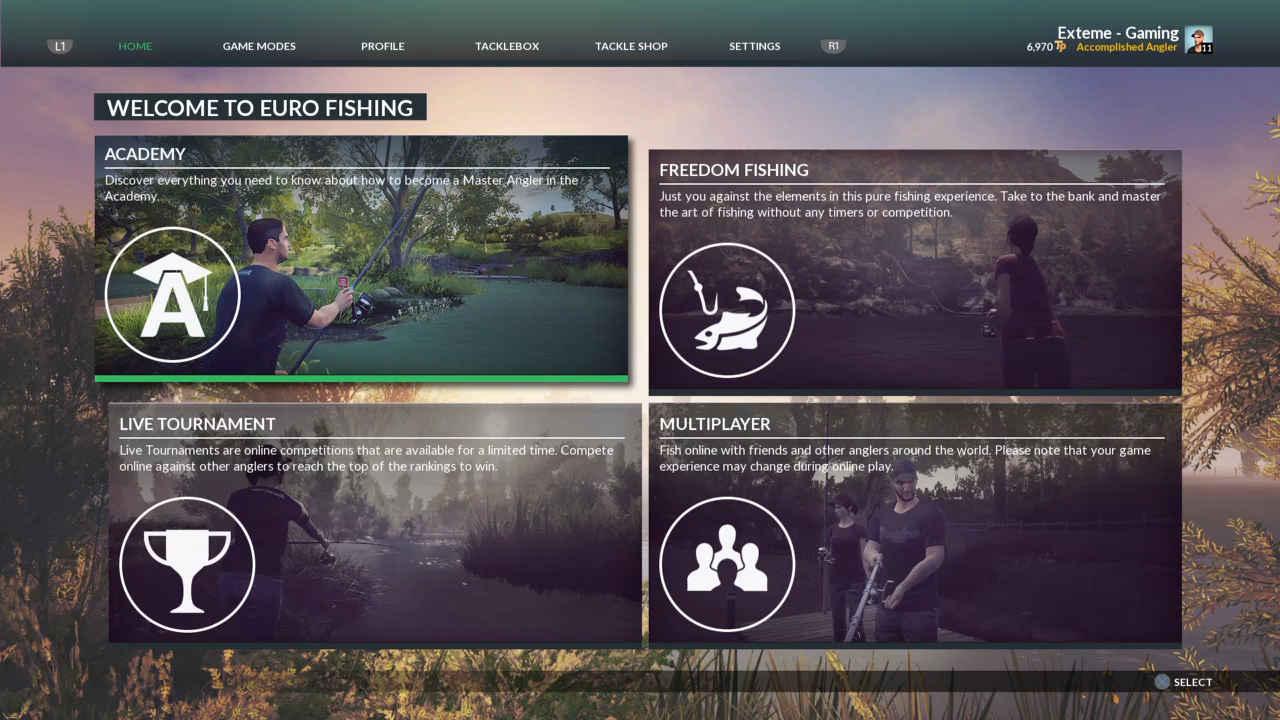 L1
HOME
GAME MODES
PROFILE
TACKLEBOX
TACKLE SHOP
SETTINGS
R1
Exteme - Gaming
6,970 TP Accomplished Angler
11
WELCOME TO EURO FISHING
ACADEMY
Discover everything you need to know about how to become a Master Angler in the
Academy.
A
FREEDOM FISHING
Just you against the elements in this pure fishing experience. Take to the bank and master
the art of fishing without any timers or competition.
LIVE TOURNAMENT
Live Tournaments are online competitions that are available for a limited time. Compete
online against other anglers to reach the top of the rankings to win.
MULTIPLAYER
Fish online with friends and other anglers around the world. Please note that your game
experience may change during online play.
SELECT